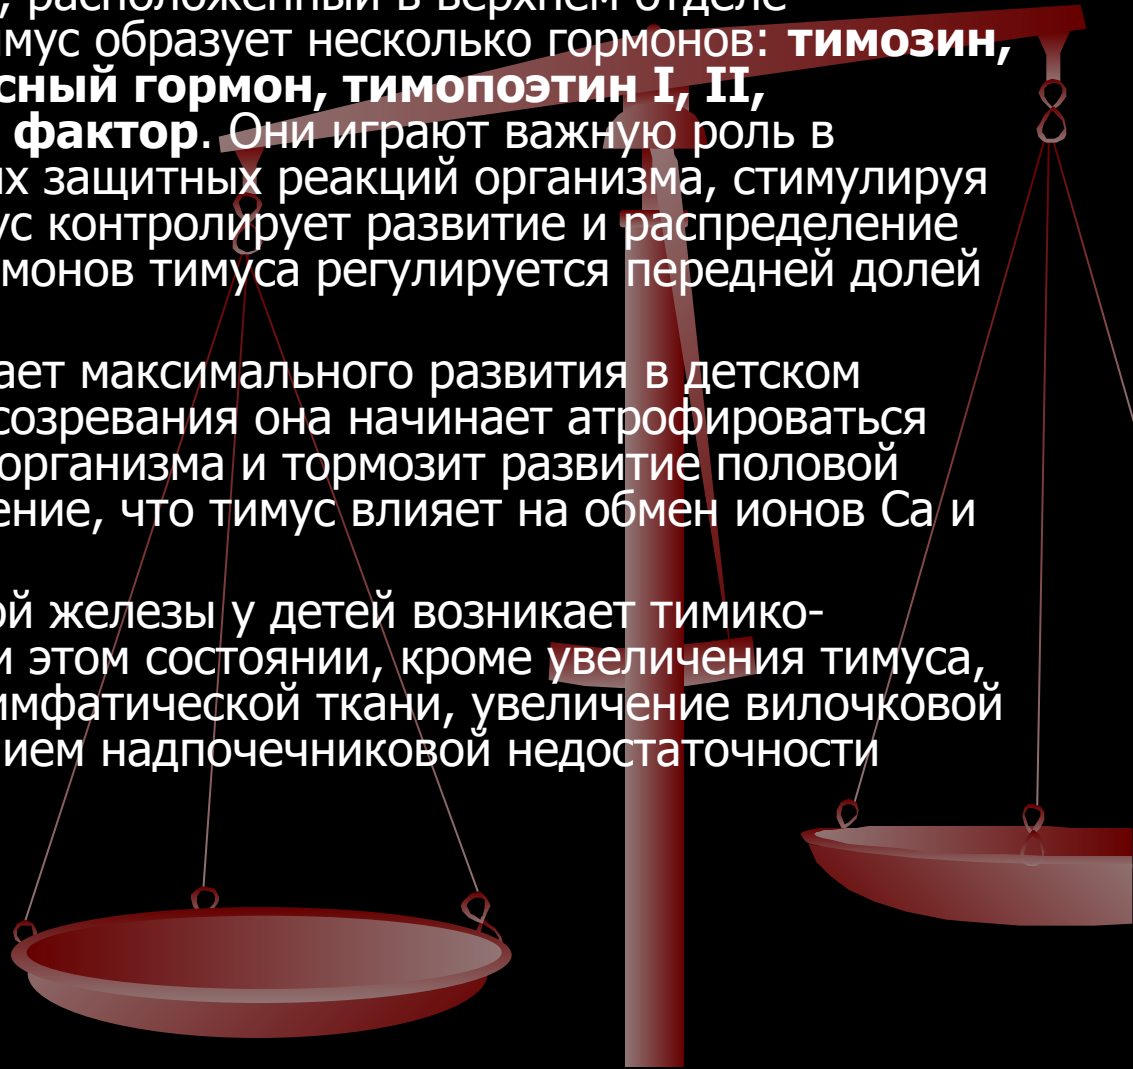 , расположенный в верхнем отделе
мус образует несколько гормонов: тимозин,
сный гормон, тимопоэтин I, II,
фактор. Они играют важную роль в
их защитных реакций организма, стимулируя
ус контролирует развитие и распределение
монов тимуса регулируется передней долей
ает максимального развития в детском
созревания она начинает атрофироваться
организма и тормозит развитие половой
ение, что тимус влияет на обмен ионов Ca и
ой железы у детей возникает тимико-
и этом состоянии, кроме увеличения тимуса,
имфатической ткани, увеличение вилочковой
ием надпочечниковой недостаточности